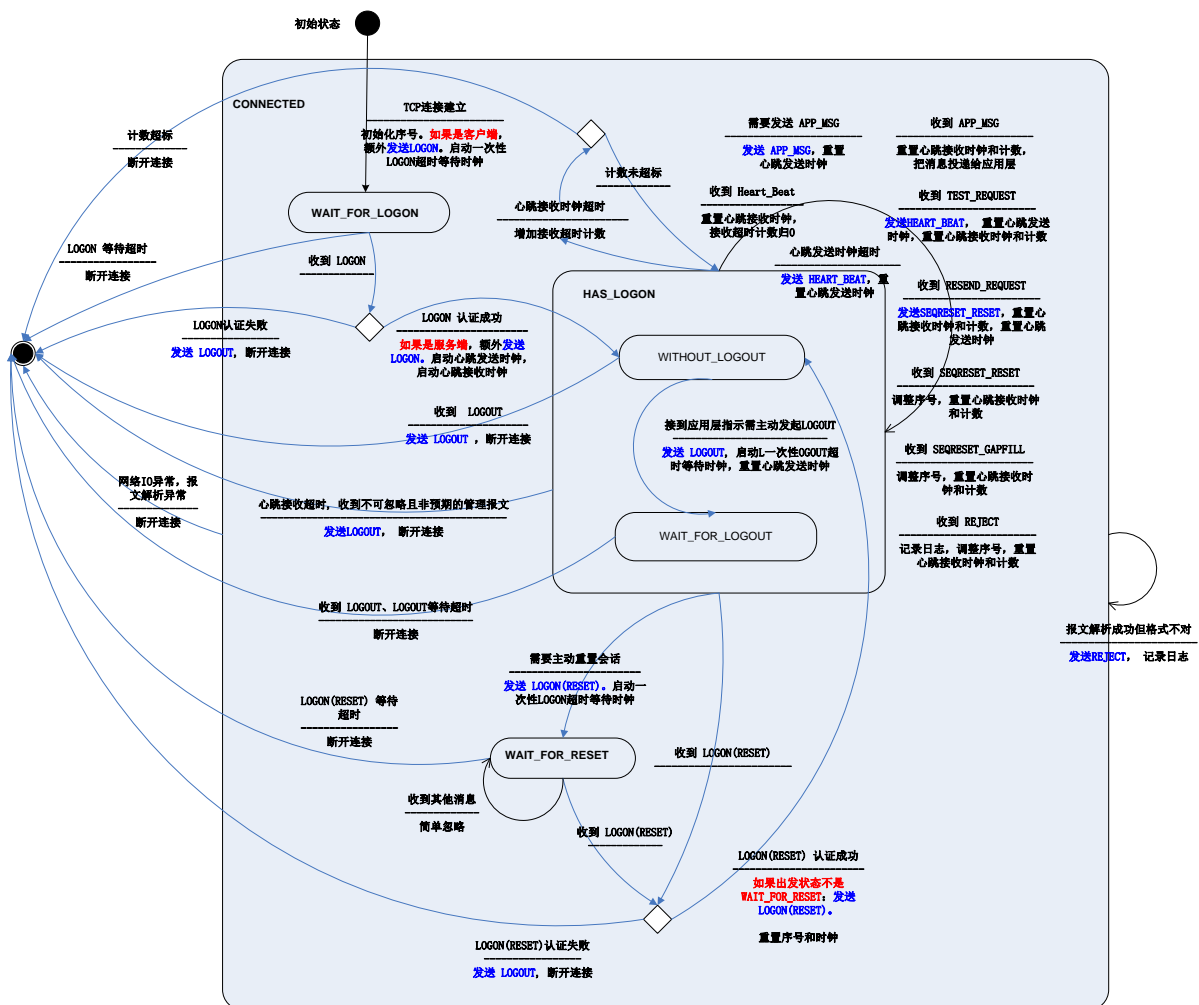 初始状态
CONNECTED
TCP连接建立
初始化序号。如果是客户端，
额外发送LOGON。启动一次性
LOGON超时等待时钟
计数超标
断开连接
WAIT_FOR_LOGON
LOGON 等待超时
断开连接
收到 LOGON
心跳接收时钟超时
增加接收超时计数
计数未超标
需要发送 APP_MSG
发送 APP_MSG，重置
心跳发送时钟
收到 Heart_Beat
重置心跳接收时钟，
接收超时计数归0
心跳发送时钟超时
发送 HEART_BEAT，重
置心跳发送时钟
收到 APP_MSG
重置心跳接收时钟和计数，
把消息投递给应用层
收到 TEST_REQUEST
发送HEART_BEAT， 重置心跳发送
时钟，重置心跳接收时钟和计数
收到 RESEND_REQUEST
发送SEQRESET_RESET，重置心
跳接收时钟和计数，重置心跳
发送时钟
收到 SEQRESET_RESET
调整序号，重置心跳接收时钟
和计数
收到 SEQRESET_GAPFILL
调整序号，重置心跳接收时
钟和计数
收到 REJECT
记录日志，调整序号，重置
心跳接收时钟和计数
HAS_LOGON
LOGON认证失败
发送 LOGOUT，断开连接
LOGON 认证成功
如果是服务端，额外发送
LOGON。启动心跳发送时钟，
启动心跳接收时钟
WITHOUT_LOGOUT
收到 LOGOUT
发送 LOGOUT ，断开连接
接到应用层指示需主动发起LOGOUT
发送 LOGOUT，启动L一次性OGOUT超
时等待时钟，重置心跳发送时钟
网络IO异常，报
文解析异常
断开连接
心跳接收超时，收到不可忽略且非预期的管理报文
发送LOGOUT， 断开连接
WAIT_FOR_LOGOUT
收到 LOGOUT、LOGOUT等待超时
断开连接
报文解析成功但格式不对
发送REJECT， 记录日志
需要主动重置会话
发送 LOGON(RESET)。启动一
次性LOGON超时等待时钟
LOGON(RESET) 等待
超时
断开连接
WAIT_FOR_RESET
收到 LOGON(RESET)
收到其他消息
简单忽略
收到 LOGON(RESET)
LOGON(RESET) 认证成功
如果出发状态不是
WAIT_FOR_RESET：发送
LOGON(RESET)。
重置序号和时钟
LOGON(RESET)认证失败
发送 LOGOUT，断开连接